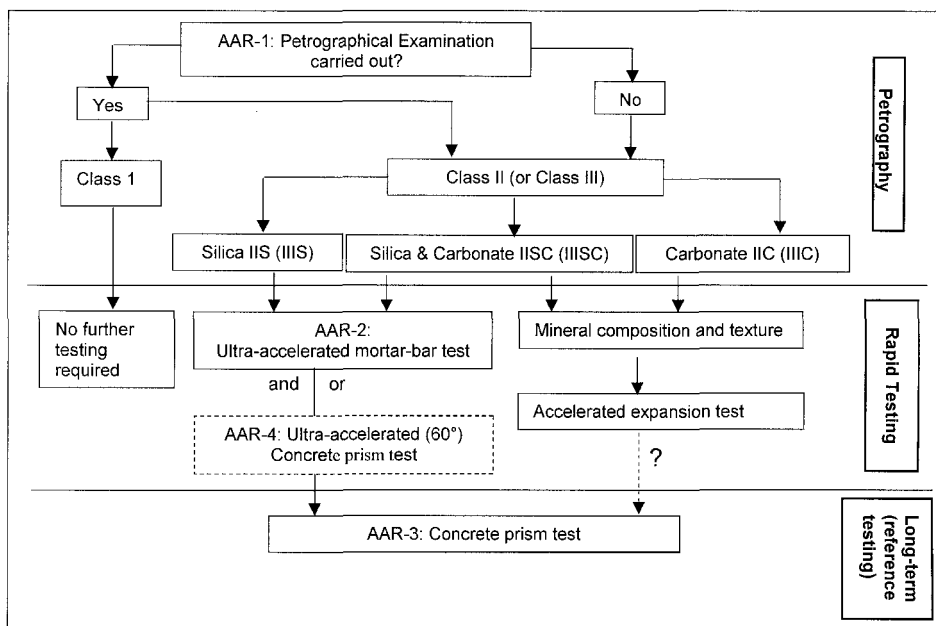 AAR-1: Petrographical Examination
carried out?
Yes
No
Class 1
Class II (or Class III)
Silica IIS (IIIS)
Silica & Carbonate IISC (IIISC)
Carbonate IIC (IIIC)
Petrography
No further
testing
required
AAR-2:
Ultra-accelerated mortar-bar test
and or
AAR-4: Ultra-accelerated (60°)
Concrete prism test
Mineral composition and texture
Accelerated expansion test
?
Rapid Testing
AAR-3: Concrete prism test
Long-term
(reference
testing)